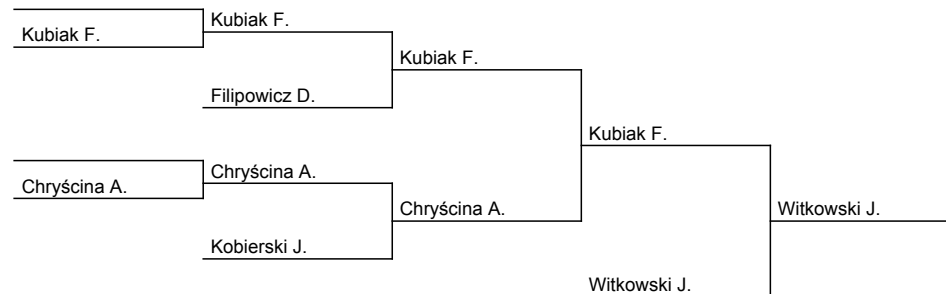 Kubiak F.
Kubiak F.
Kubiak F.
Filipowicz D.
Kubiak F.
Chryścina A.
Chryścina A.
Chryścina A.
Witkowski J.
Kobierski J.
Witkowski J.